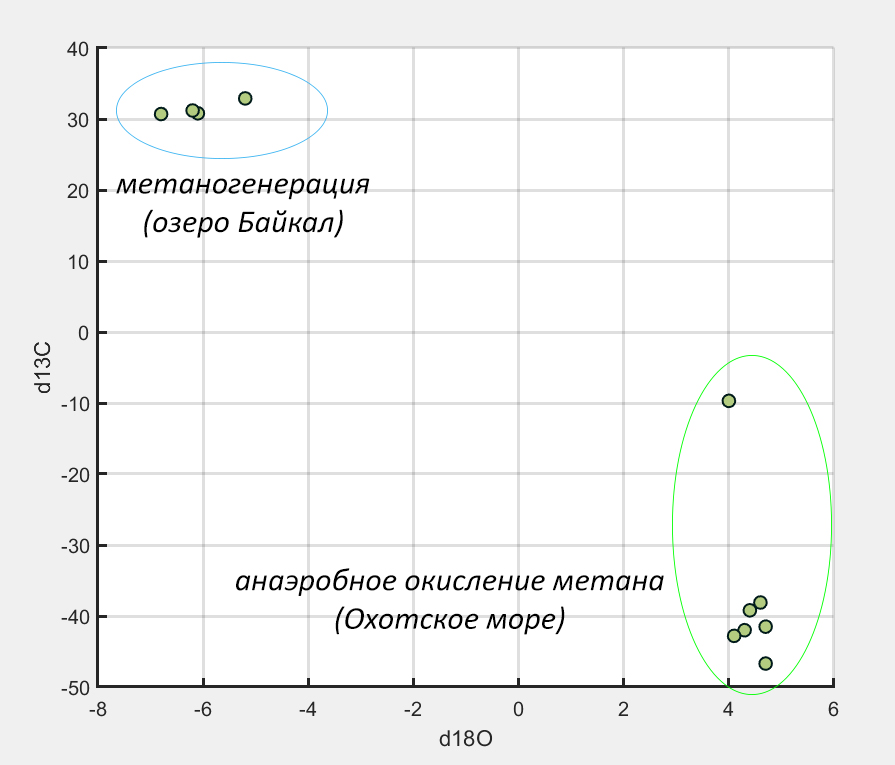 40
30
20
10
0
-10
-20
-30
-40
-50
d13C
метаногенерация
(озеро Байкал)
анаэробное окисление метана
(Охотское море)
-8 -6 -4 -2 0 2 4 6
d18O